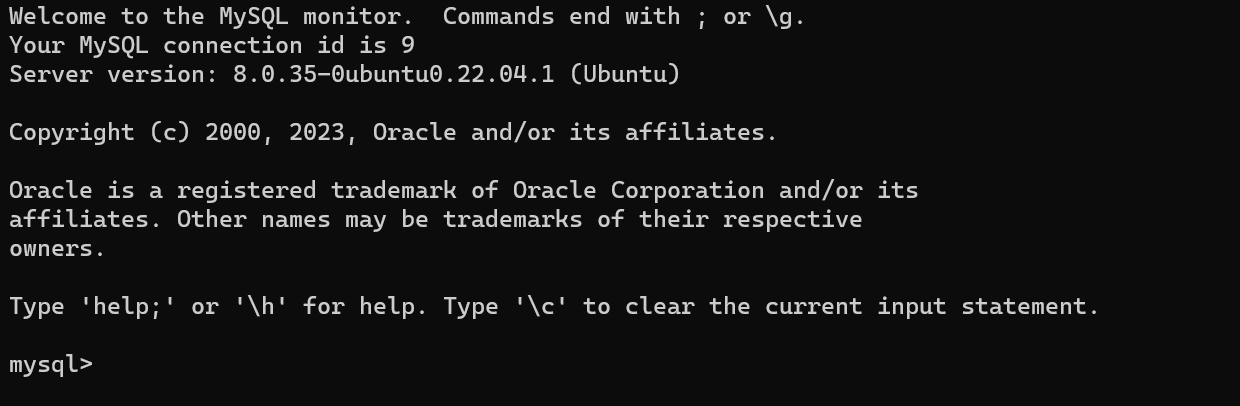 Welcome to the MySQL monitor.  Commands end with ; or \g.
Your MySQL connection id is 9
Server version: 8.0.35-0ubuntu0.22.04.1 (Ubuntu)
Copyright (c) 2000, 2023, Oracle and/or its affiliates.
Oracle is a registered trademark of Oracle Corporation and/or its
affiliates. Other names may be trademarks of their respective
owners.
Type 'help;' or '\h' for help. Type '\c' to clear the current input statement.
mysql>